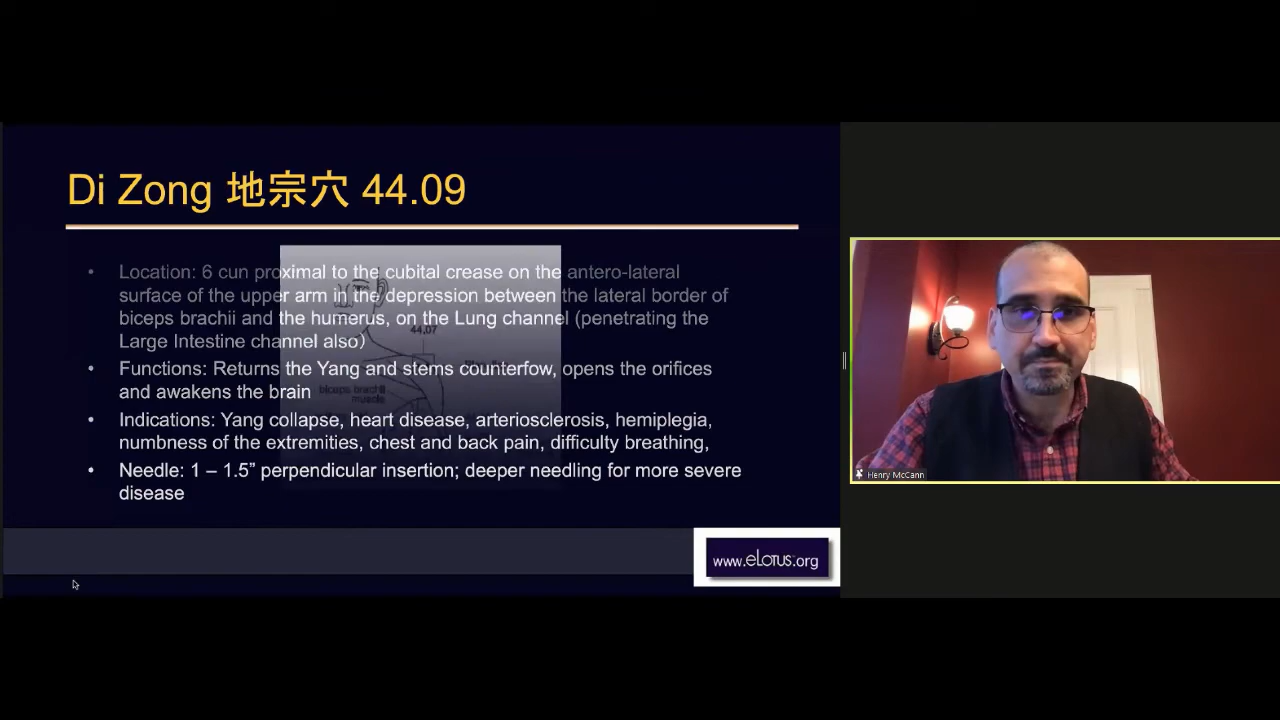 Di Zong 地宗穴 44.09
• Location: 6 cun proximal to the cubital crease on the antero-lateral
surface of the upper arm in the depression between the lateral border of
biceps brachii and the humerus, on the Lung channel (penetrating the
Large Intestine channel also)
• Functions: Returns the Yang and stems counterfow, opens the orifices
and awakens the brain
• Indications: Yang collapse, heart disease, arteriosclerosis, hemiplegia,
numbness of the extremities, chest and back pain, difficulty breathing,
• Needle: 1 – 1.5” perpendicular insertion; deeper needling for more severe
disease
44.07
biceps brachii
muscle
www.eLotus.org
Henry McCann